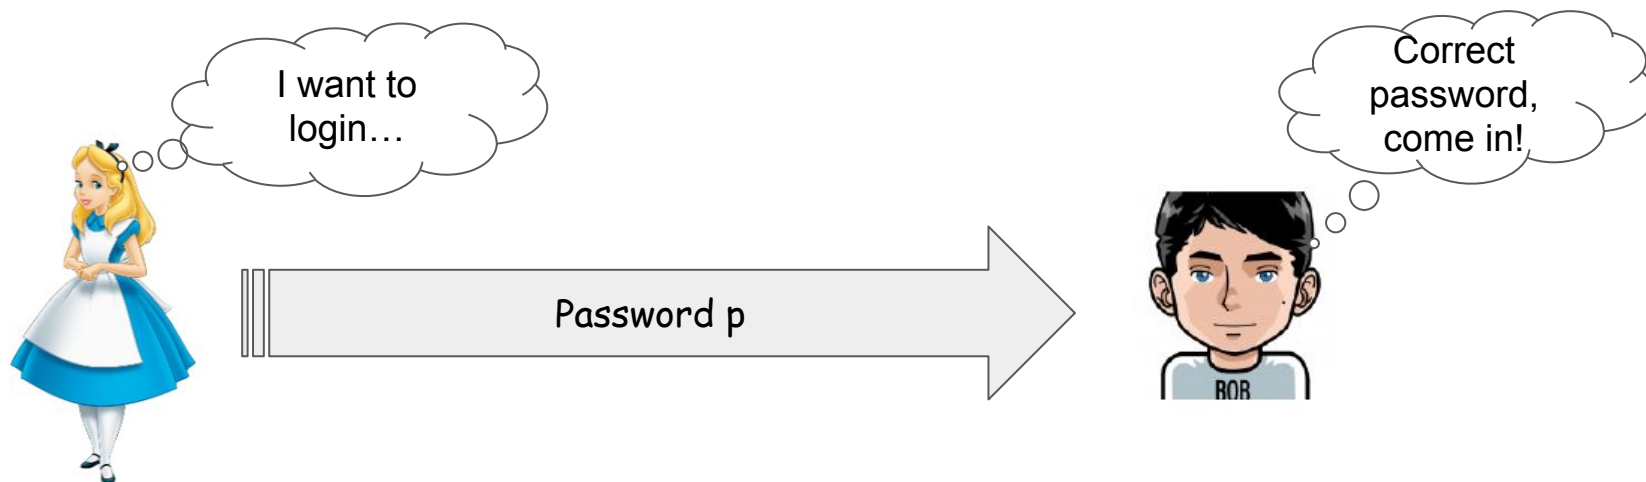 I want to
login…
Correct
password,
come in!
Password p
BOB